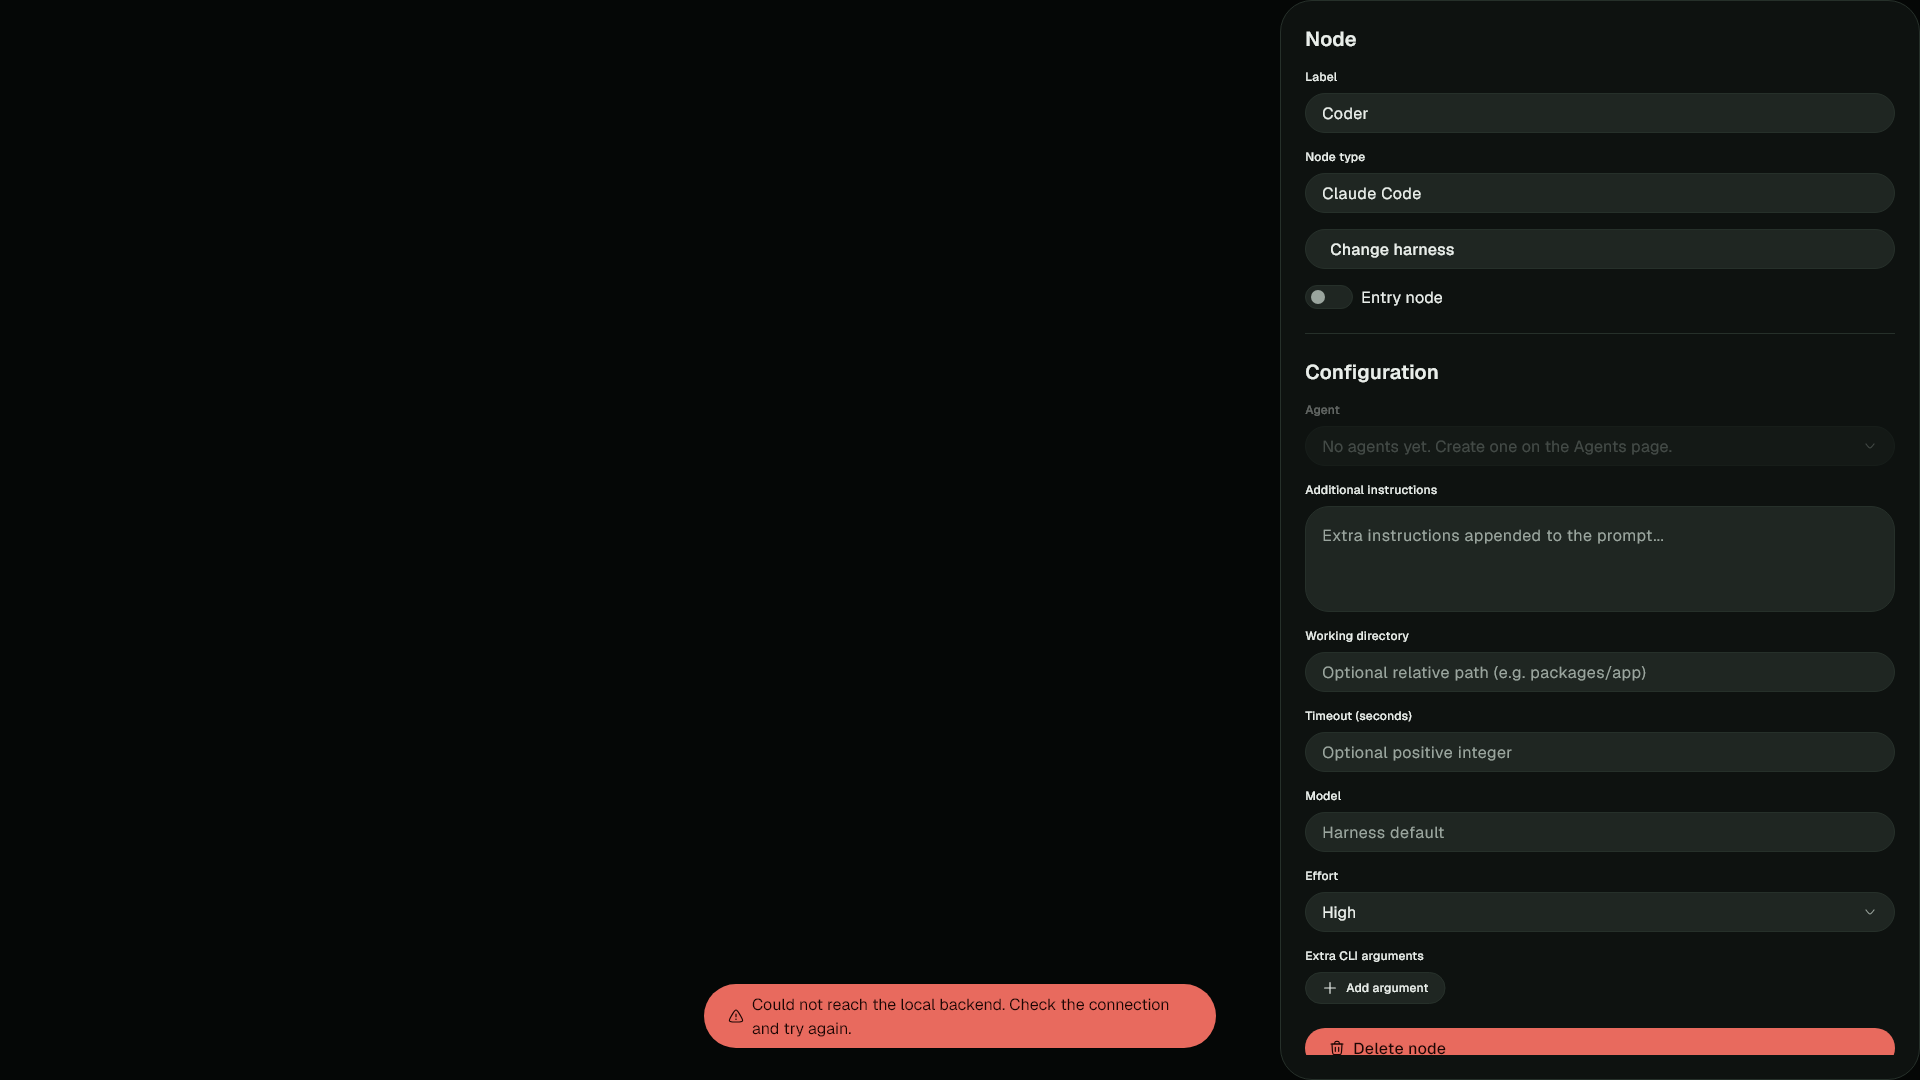 Node
Label
Coder
Node type
Claude Code
Change harness
Entry node
Configuration
Agent
No agents yet. Create one on the Agents page.
Additional instructions
Extra instructions appended to the prompt...
Working directory
Optional relative path (e.g. packages/app)
Timeout (seconds)
Optional positive integer
Model
Harness default
Effort
High
Extra CLI arguments
Add argument
Delete node
Could not reach the local backend. Check the connection
and try again.